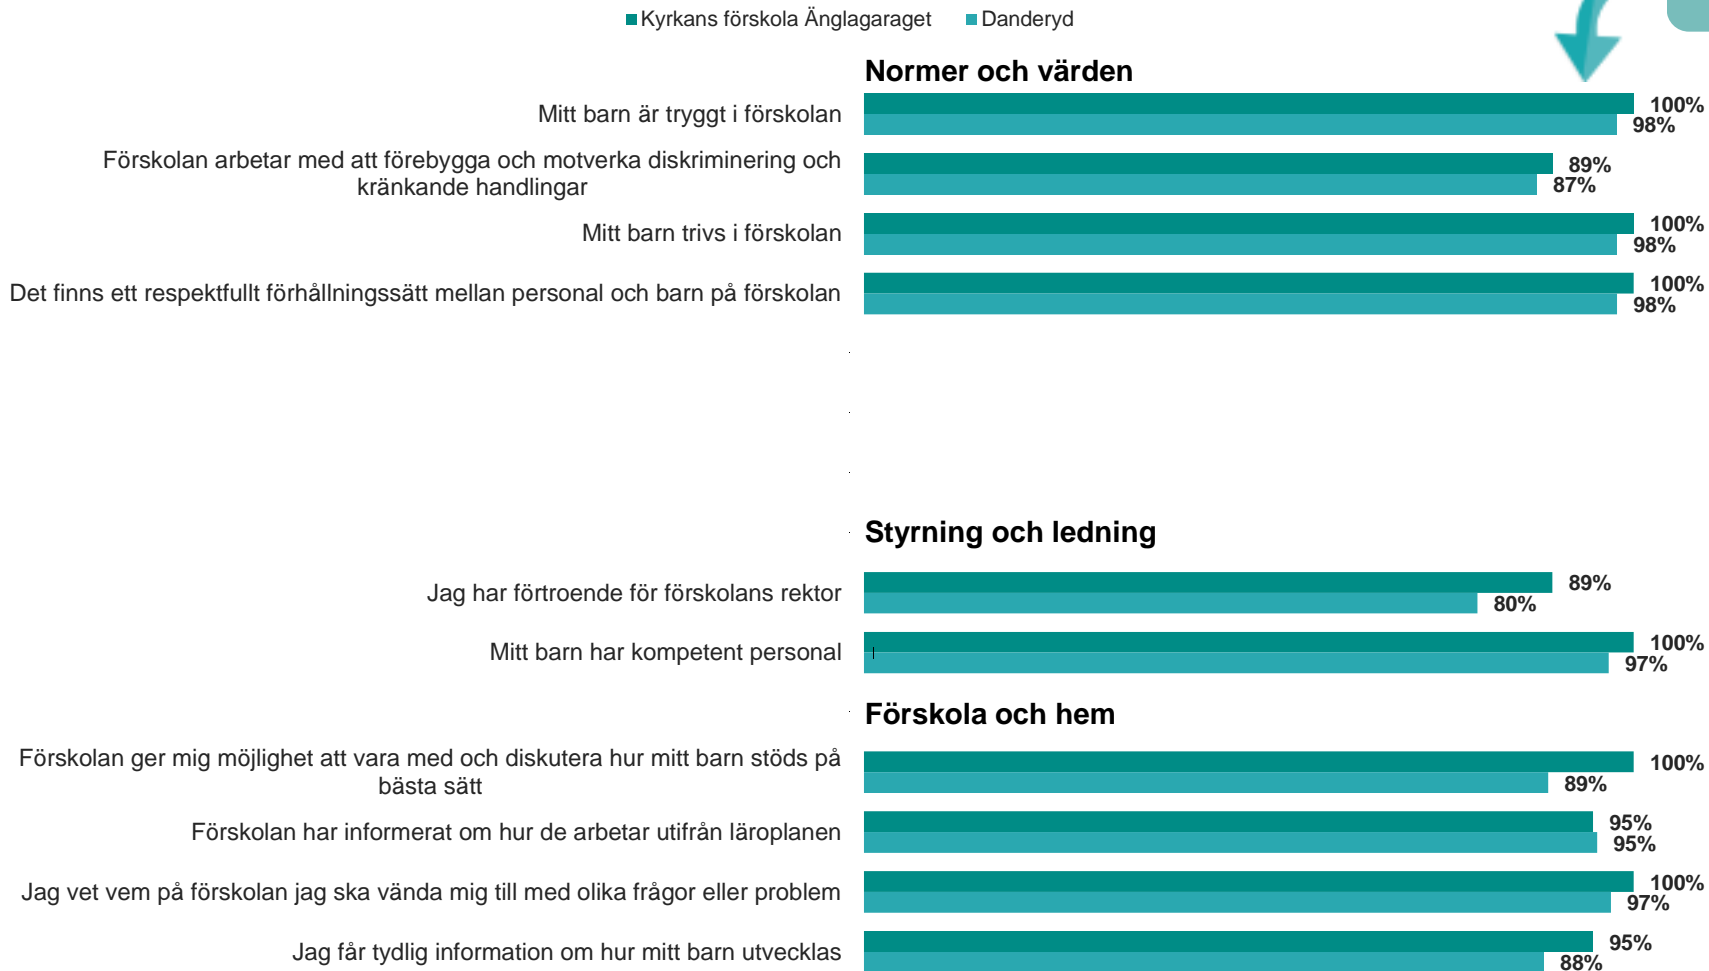 Kyrkans förskola Änglagaraget Danderyd
Normer och värden
Mitt barn är tryggt i förskolan
100%
98%
Förskolan arbetar med att förebygga och motverka diskriminering och
kränkande handlingar
89%
87%
Mitt barn trivs i förskolan
100%
98%
Det finns ett respektfullt förhållningssätt mellan personal och barn på förskolan
100%
98%
Styrning och ledning
Jag har förtroende för förskolans rektor
89%
80%
Mitt barn har kompetent personal
100%
97%
Förskola och hem
Förskolan ger mig möjlighet att vara med och diskutera hur mitt barn stöds på
bästa sätt
100%
89%
Förskolan har informerat om hur de arbetar utifrån läroplanen
95%
95%
Jag vet vem på förskolan jag ska vända mig till med olika frågor eller problem
100%
97%
Jag får tydlig information om hur mitt barn utvecklas
95%
88%